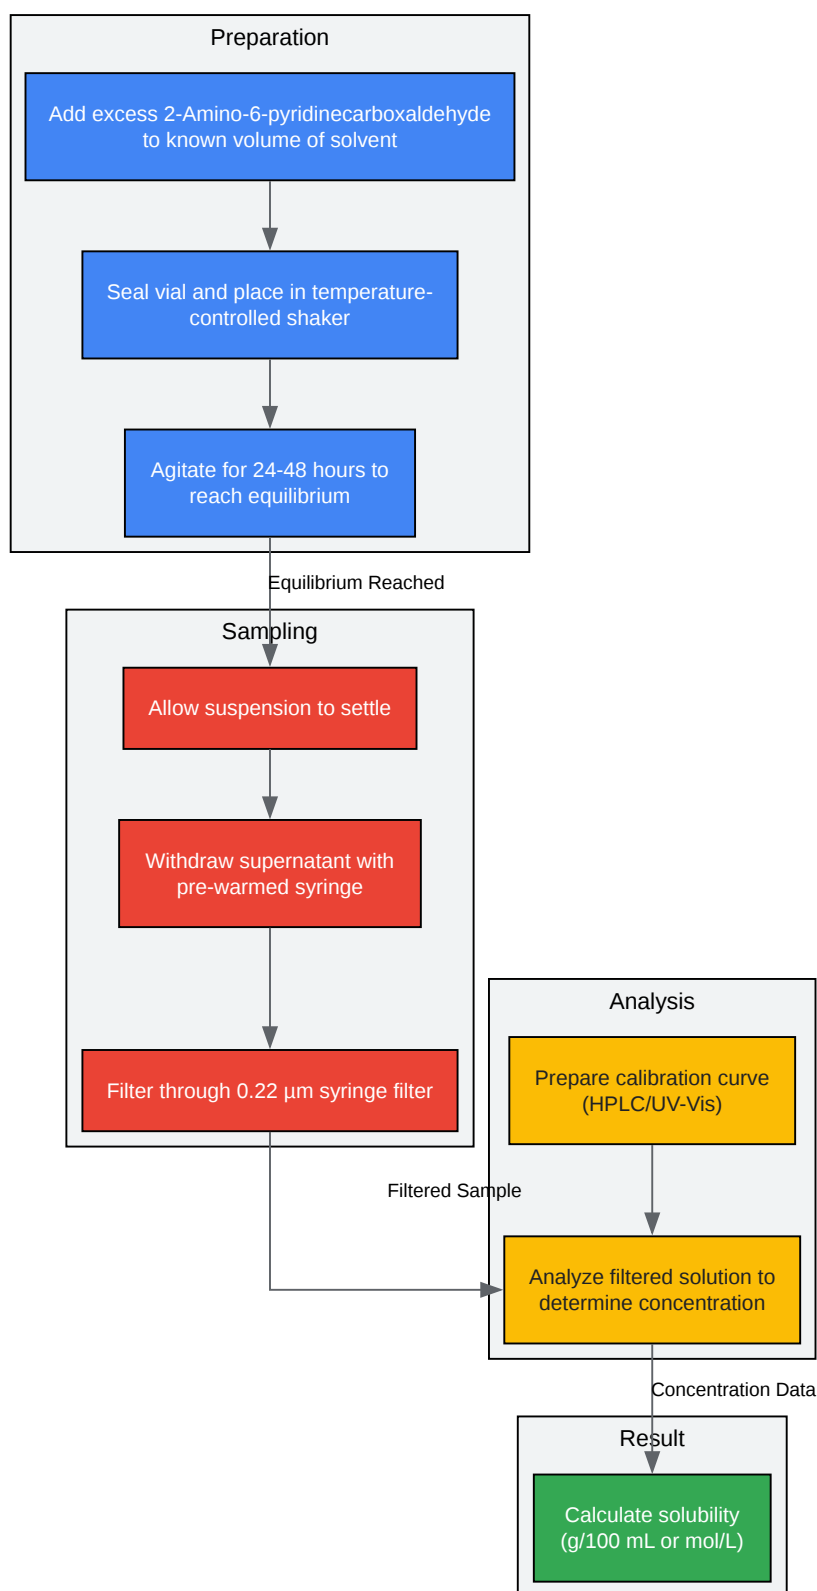 Preparation
Add excess 2-Amino-6-pyridinecarboxaldehyde
to known volume of solvent
Seal vial and place in temperature-
controlled shaker
Agitate for 24-48 hours to
reach equilibrium
Equilibrium Reached
Sampling
Allow suspension to settle
Withdraw supernatant with
pre-warmed syringe
Filter through 0.22 µm syringe filter
Filtered Sample
Analysis
Prepare calibration curve
(HPLC/UV-Vis)
Analyze filtered solution to
determine concentration
Concentration Data
Result
Calculate solubility
(g/100 mL or mol/L)